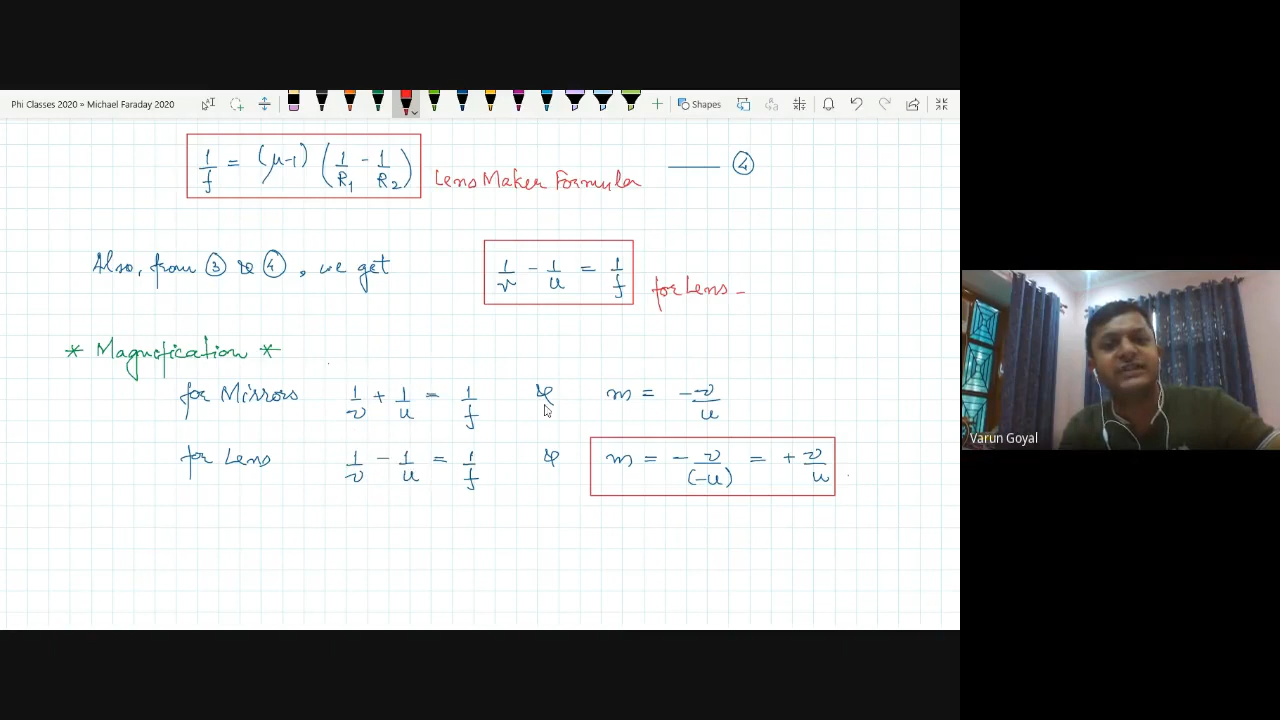 Phi Classes 2020 » Michael Faraday 2020
Shapes
1/f = (μ-1) (1/R1 - 1/R2) Lens Maker Formula —— ④
Also, from ③ & ④, we get 1/v - 1/u = 1/f for Lens -
* Magnification *
for Mirrors 1/v + 1/u = 1/f & m = -v/u
for Lens 1/v - 1/u = 1/f & m = - v/(-u) = + v/u
Varun Goyal